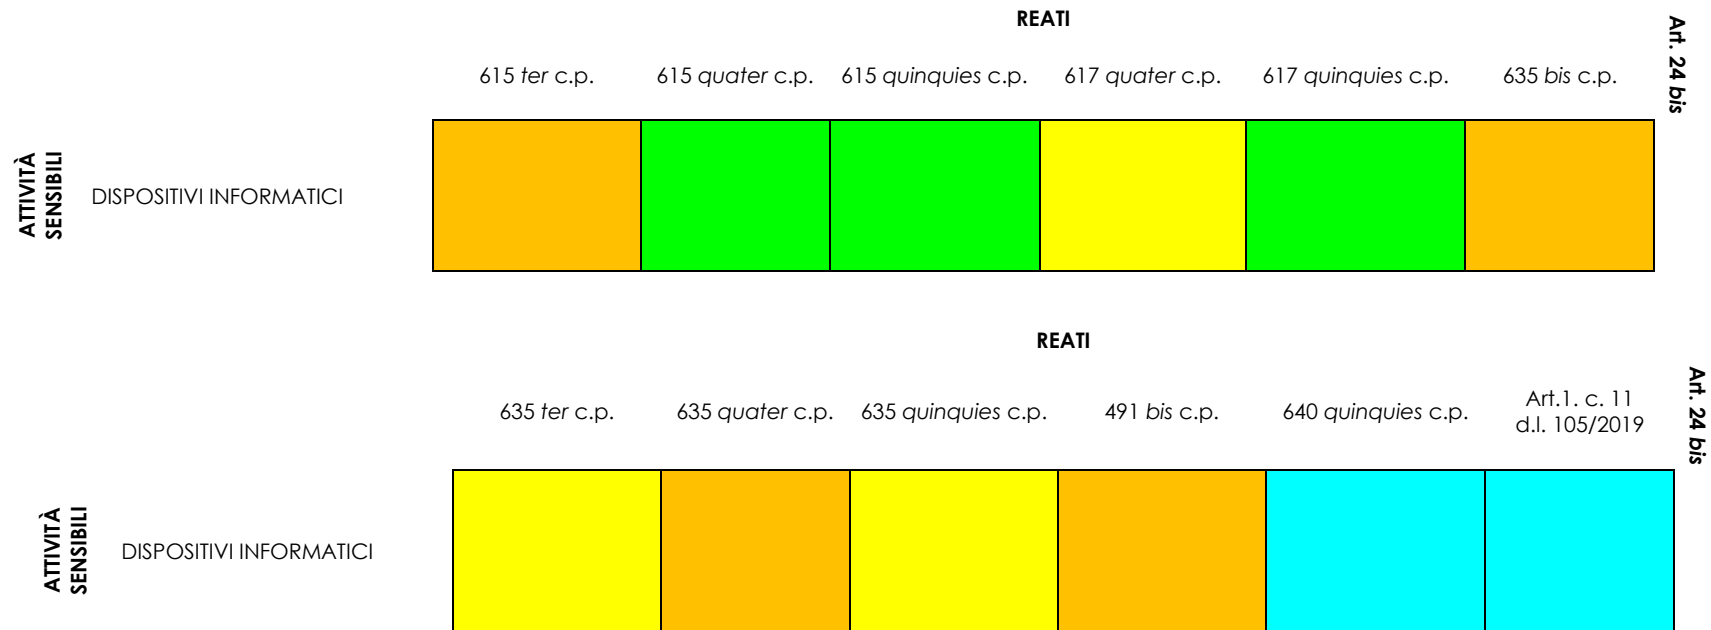 REATI
615 ter c.p. 615 quater c.p. 615 quinquies c.p. 617 quater c.p. 617 quinquies c.p. 635 bis c.p.
Art. 24 bis
ATTIVITÀ
SENSIBILI
DISPOSITIVI INFORMATICI
REATI
635 ter c.p. 635 quater c.p. 635 quinquies c.p. 491 bis c.p. 640 quinquies c.p. Art.1. c. 11
d.l. 105/2019
Art. 24 bis
ATTIVITÀ
SENSIBILI
DISPOSITIVI INFORMATICI